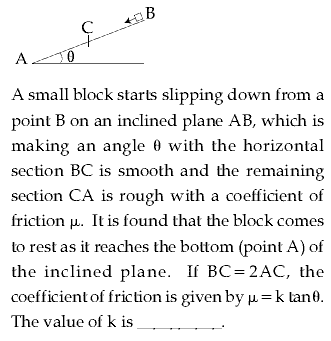 B
C
A
θ
A small block starts slipping down from a
point B on an inclined plane AB, which is
making an angle θ with the horizontal
section BC is smooth and the remaining
section CA is rough with a coefficient of
friction μ. It is found that the block comes
to rest as it reaches the bottom (point A) of
the inclined plane. If BC=2AC, the
coefficient of friction is given by μ=k tanθ.
The value of k is ________.